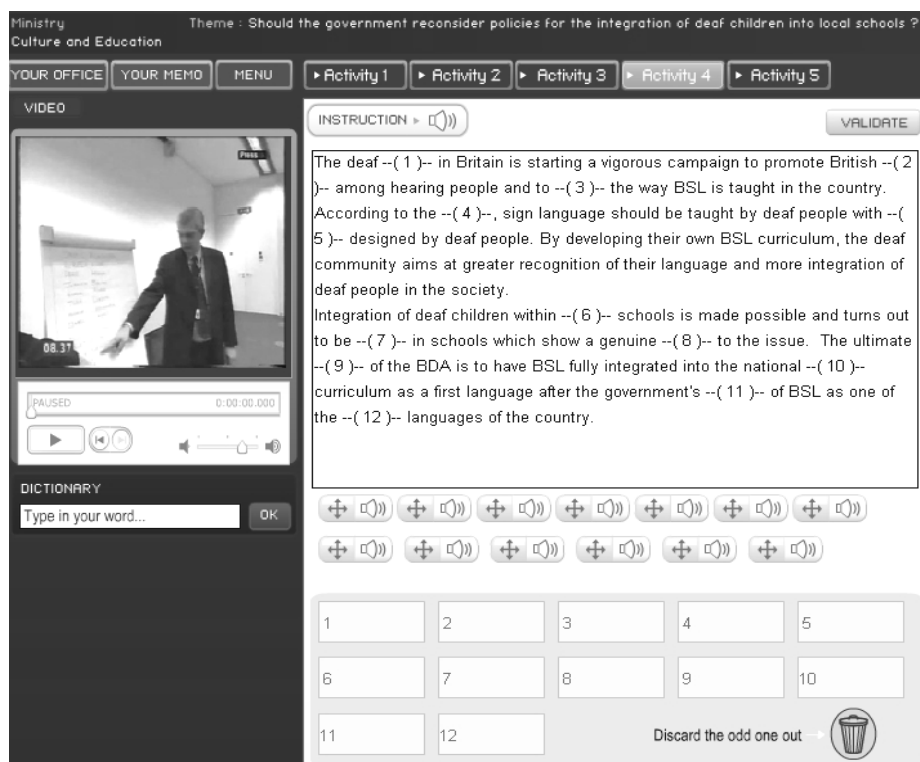 Ministry
Theme : Should the government reconsider policies for the integration of deaf children into local schools ?
Culture and Education
YOUR OFFICE
YOUR MEMO
MENU
Activity 1
Activity 2
Activity 3
Activity 4
Activity 5
VIDEO
08.37
PAUSED
0:00:00.000
DICTIONARY
Type in your word...
OK
INSTRUCTION
VALIDATE
The deaf --( 1 )-- in Britain is starting a vigorous campaign to promote British --( 2
)-- among hearing people and to --( 3 )-- the way BSL is taught in the country.
According to the --( 4 )--, sign language should be taught by deaf people with --(
5 )-- designed by deaf people. By developing their own BSL curriculum, the deaf
community aims at greater recognition of their language and more integration of
deaf people in the society.
Integration of deaf children within --( 6 )-- schools is made possible and turns out
to be --( 7 )-- in schools which show a genuine --( 8 )-- to the issue. The ultimate
--( 9 )-- of the BDA is to have BSL fully integrated into the national --( 10 )--
curriculum as a first language after the government's --( 11 )-- of BSL as one of
the --( 12 )-- languages of the country.
1
2
3
4
5
6
7
8
9
10
11
12
Discard the odd one out